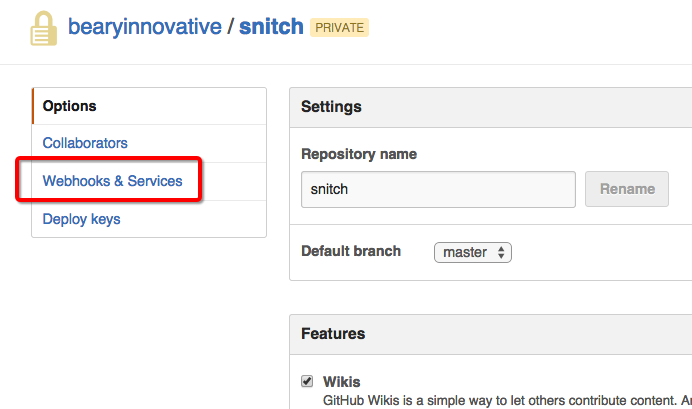 bearyinnovative / snitch PRIVATE
Options
Collaborators
Webhooks & Services
Deploy keys
Settings
Repository name
snitch
Rename
Default branch
master
Features
Wikis
GitHub Wikis is a simple way to let others contribute content.